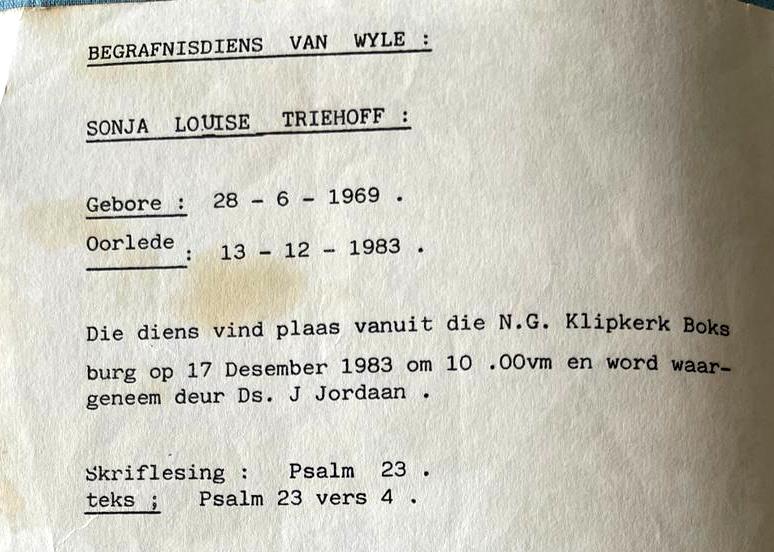 BEGRAFNISDIENS VAN WYLE :
SONJA LOUISE TRIEHOFF :
Gebore : 28 - 6 - 1969 .
Oorlede : 13 - 12 - 1983 .
Die diens vind plaas vanuit die N.G. Klipkerk Boks
burg op 17 Desember 1983 om 10 .00vm en word waar-
geneem deur Ds. J Jordaan .
Skriflesing : Psalm 23 .
teks ; Psalm 23 vers 4 .